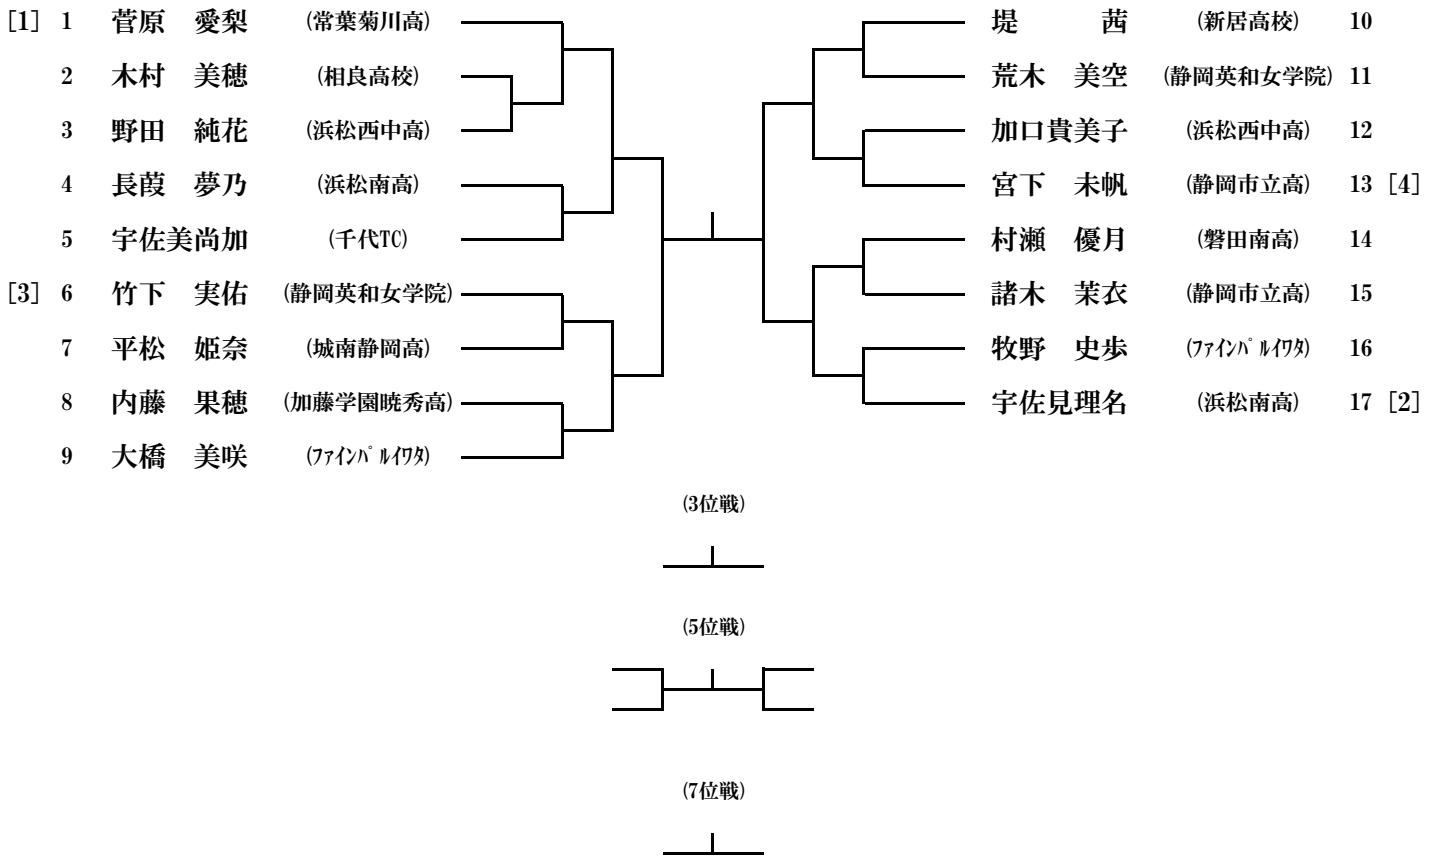 [1] 1 菅原 愛梨 (常葉菊川高)
2 木村 美穂 (相良高校)
3 野田 純花 (浜松西中高)
4 長葭 夢乃 (浜松南高)
5 宇佐美尚加 (千代TC)
[3] 6 竹下 実佑 (静岡英和女学院)
7 平松 姫奈 (城南静岡高)
8 内藤 果穂 (加藤学園暁秀高)
9 大橋 美咲 (ﾌｧｲﾝﾊﾟﾙｲﾜﾀ)
堤 茜 (新居高校) 10
荒木 美空 (静岡英和女学院) 11
加口貴美子 (浜松西中高) 12
宮下 未帆 (静岡市立高) 13 [4]
村瀬 優月 (磐田南高) 14
諸木 茉衣 (静岡市立高) 15
牧野 史歩 (ﾌｧｲﾝﾊﾟﾙｲﾜﾀ) 16
宇佐見理名 (浜松南高) 17 [2]
(3位戦)
(5位戦)
(7位戦)